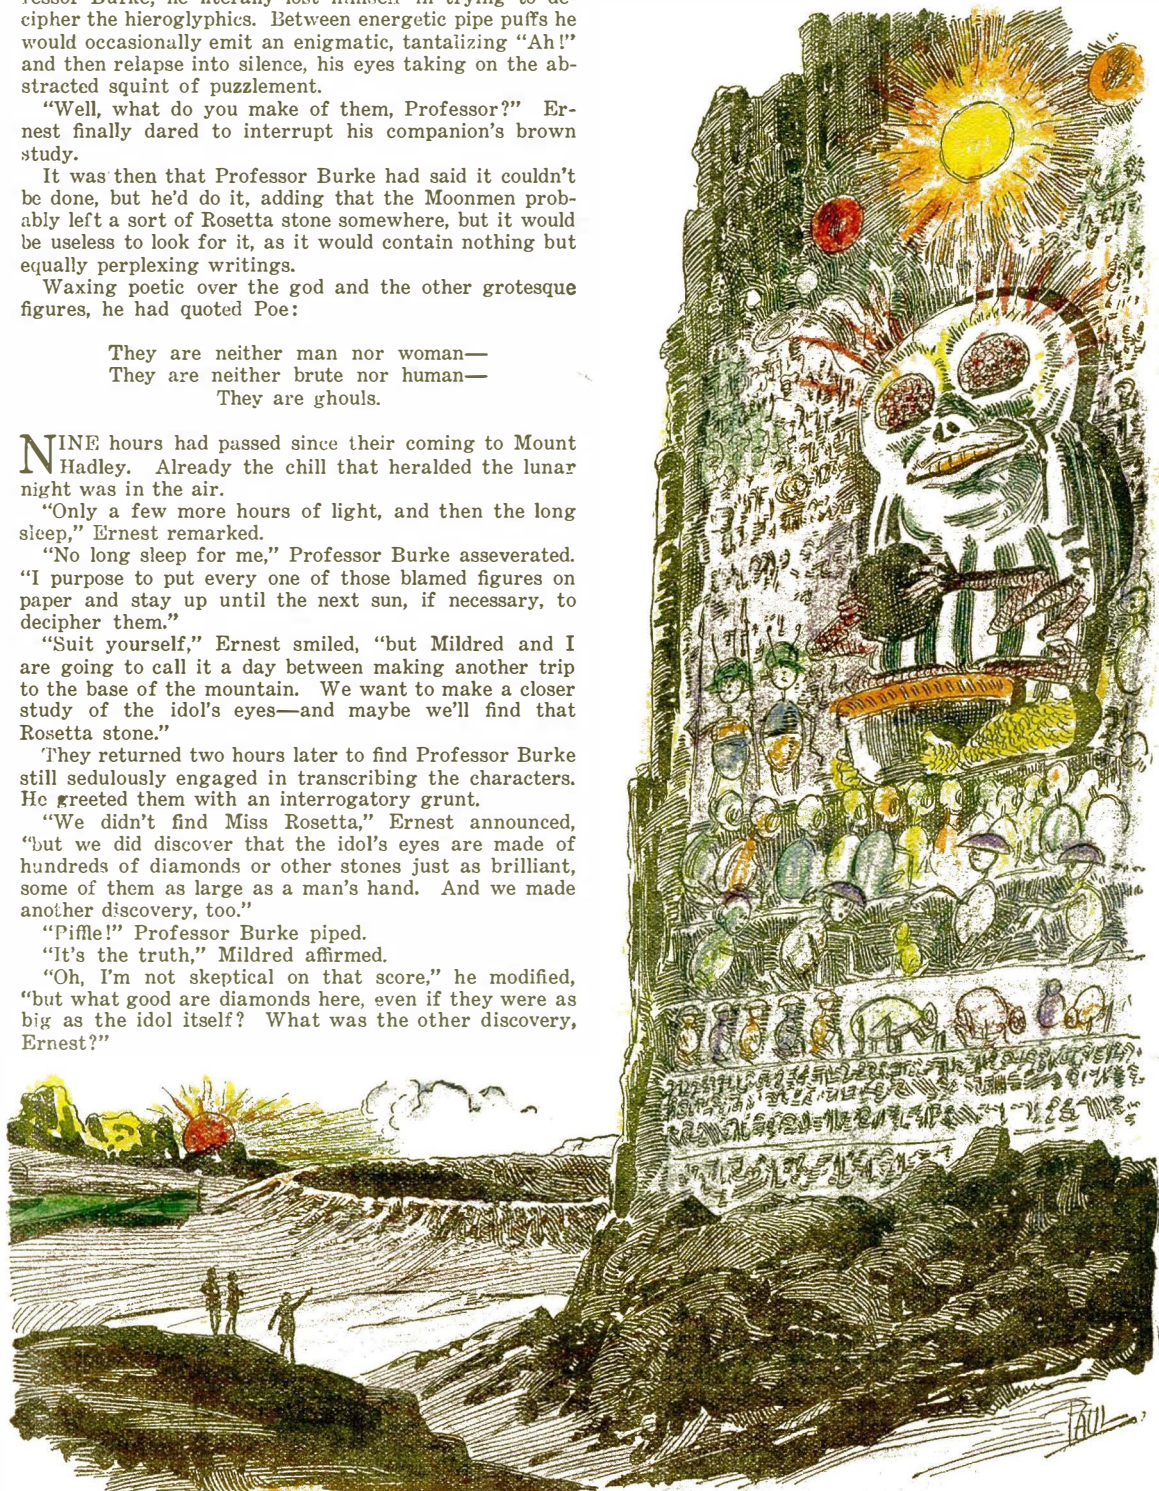 fessor Burke, he literally lost himself in trying to de-
cipher the hieroglyphics. Between energetic pipe puffs he
would occasionally emit an enigmatic, tantalizing “Ah!”
and then relapse into silence, his eyes taking on the ab-
stracted squint of puzzlement.
“Well, what do you make of them, Professor?” Er-
nest finally dared to interrupt his companion’s brown
study.
It was then that Professor Burke had said it couldn’t
be done, but he’d do it, adding that the Moonmen prob-
ably left a sort of Rosetta stone somewhere, but it would
be useless to look for it, as it would contain nothing but
equally perplexing writings.
Waxing poetic over the god and the other grotesque
figures, he had quoted Poe:
They are neither man nor woman—
They are neither brute nor human—
They are ghouls.
NINE hours had passed since their coming to Mount
Hadley. Already the chill that heralded the lunar
night was in the air.
“Only a few more hours of light, and then the long
sleep,” Ernest remarked.
“No long sleep for me,” Professor Burke asseverated.
“I purpose to put every one of those blamed figures on
paper and stay up until the next sun, if necessary, to
decipher them.”
“Suit yourself,” Ernest smiled, “but Mildred and I
are going to call it a day between making another trip
to the base of the mountain. We want to make a closer
study of the idol’s eyes—and maybe we’ll find that
Rosetta stone.”
They returned two hours later to find Professor Burke
still sedulously engaged in transcribing the characters.
He greeted them with an interrogatory grunt.
“We didn’t find Miss Rosetta,” Ernest announced,
“but we did discover that the idol’s eyes are made of
hundreds of diamonds or other stones just as brilliant,
some of them as large as a man’s hand. And we made
another discovery, too.”
“Piffle!” Professor Burke piped.
“It’s the truth,” Mildred affirmed.
“Oh, I’m not skeptical on that score,” he modified,
“but what good are diamonds here, even if they were as
big as the idol itself? What was the other discovery,
Ernest?”
PAUL